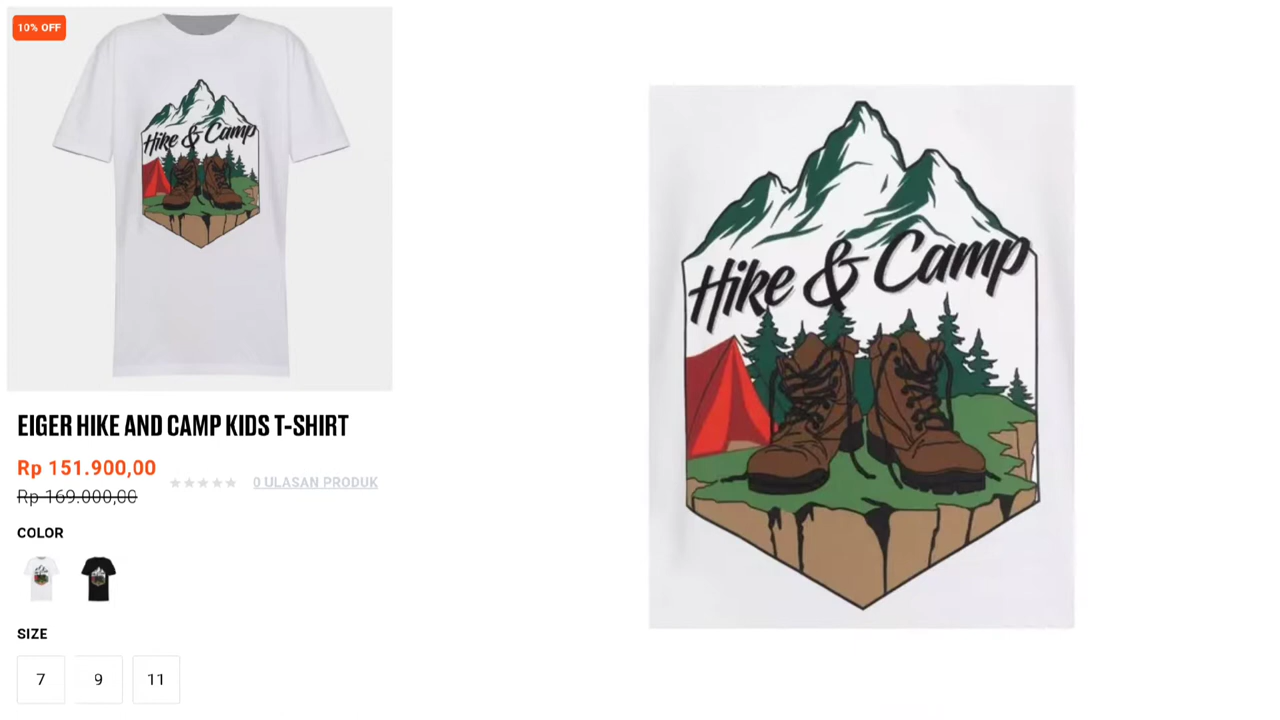 10% OFF
Hike & Camp
EIGER HIKE AND CAMP KIDS T-SHIRT
Rp 151.900,00
Rp 169.000,00
0 ULASAN PRODUK
COLOR
SIZE
7 9 11
Hike & Camp